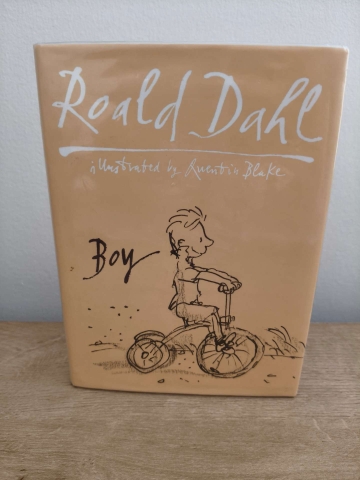 Roald Dahl
illustrated by Quentin Blake
Boy